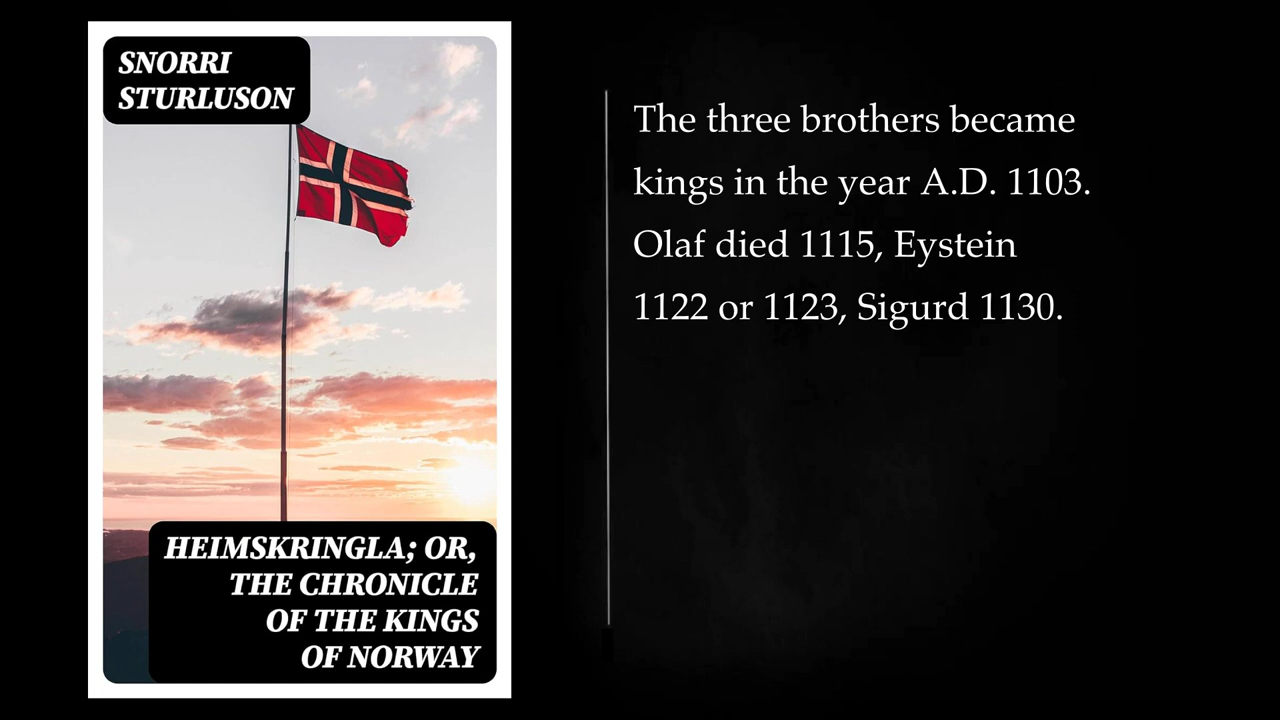 SNORRI
STURLUSON
HEIMSKRINGLA; OR,
THE CHRONICLE
OF THE KINGS
OF NORWAY
The three brothers became
kings in the year A.D. 1103.
Olaf died 1115, Eystein
1122 or 1123, Sigurd 1130.